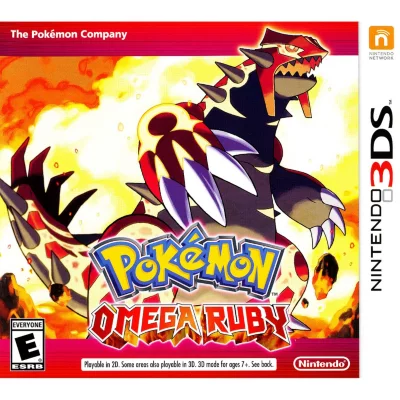 The Pokémon Company
NINTENDO
NETWORK
NINTENDO 3DS
POKéMON
OMEGA RUBY
EVERYONE
E
ESRB
Playable in 2D. Some areas also playable in 3D. 3D mode for ages 7+. See back.
Nintendo